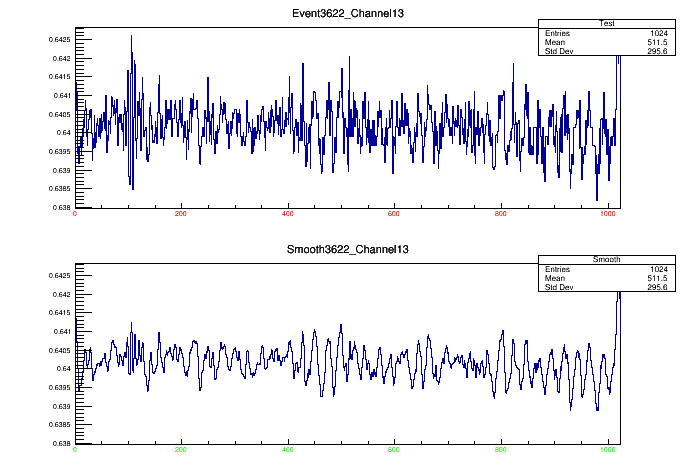 Event3622_Channel13
Test
Entries 1024
Mean 511.5
Std Dev 295.6
0.6425
0.642
0.6415
0.641
0.6405
0.64
0.6395
0.639
0.6385
0.638
0 200 400 600 800 1000
Smooth3622_Channel13
Smooth
Entries 1024
Mean 511.5
Std Dev 295.6
0.6425
0.642
0.6415
0.641
0.6405
0.64
0.6395
0.639
0.6385
0.638
0 200 400 600 800 1000